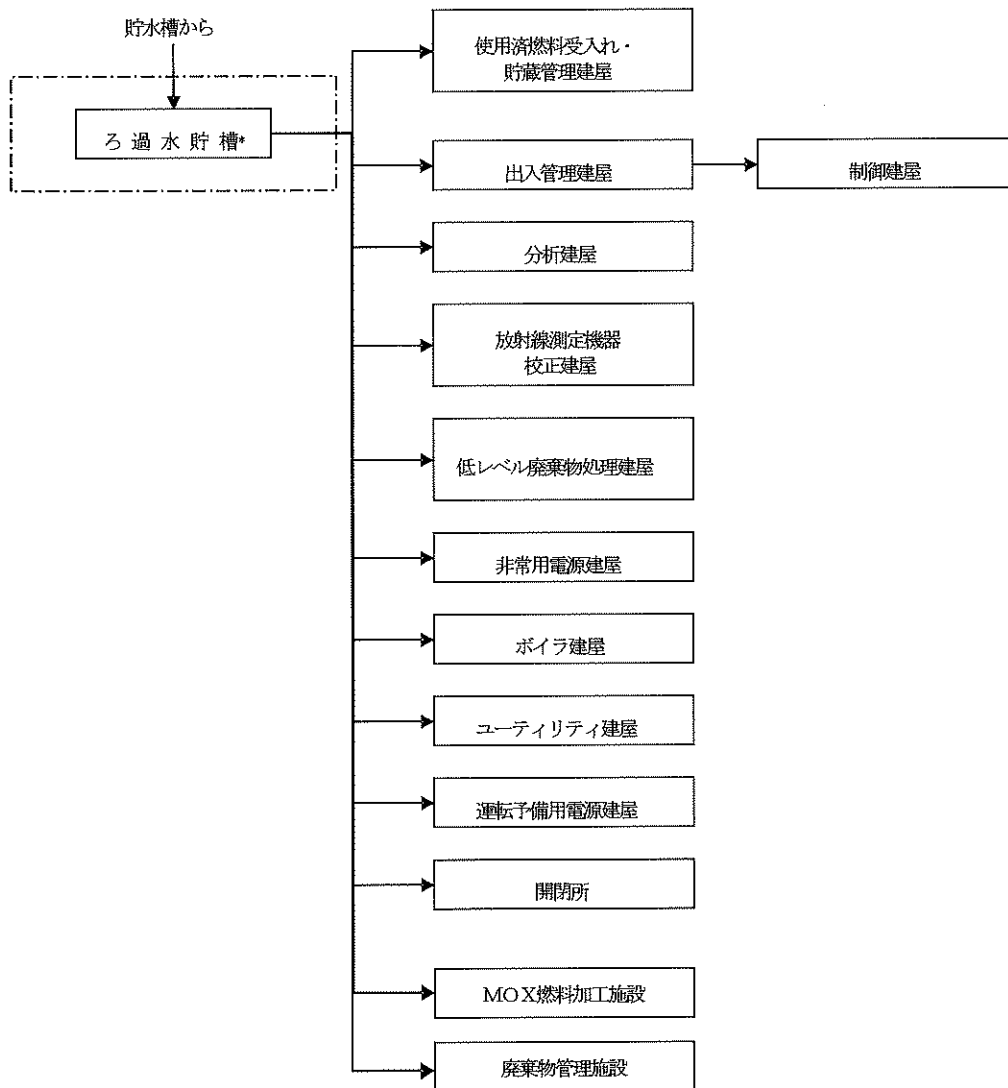 貯水槽から
ろ 過 水 貯 槽*
使用済燃料受入れ・
貯蔵管理建屋
出入管理建屋
制御建屋
分析建屋
放射線測定機器
校正建屋
低レベル廃棄物処理建屋
非常用電源建屋
ボイラ建屋
ユーティリティ建屋
運転予備用電源建屋
開閉所
MOX燃料加工施設
廃棄物管理施設